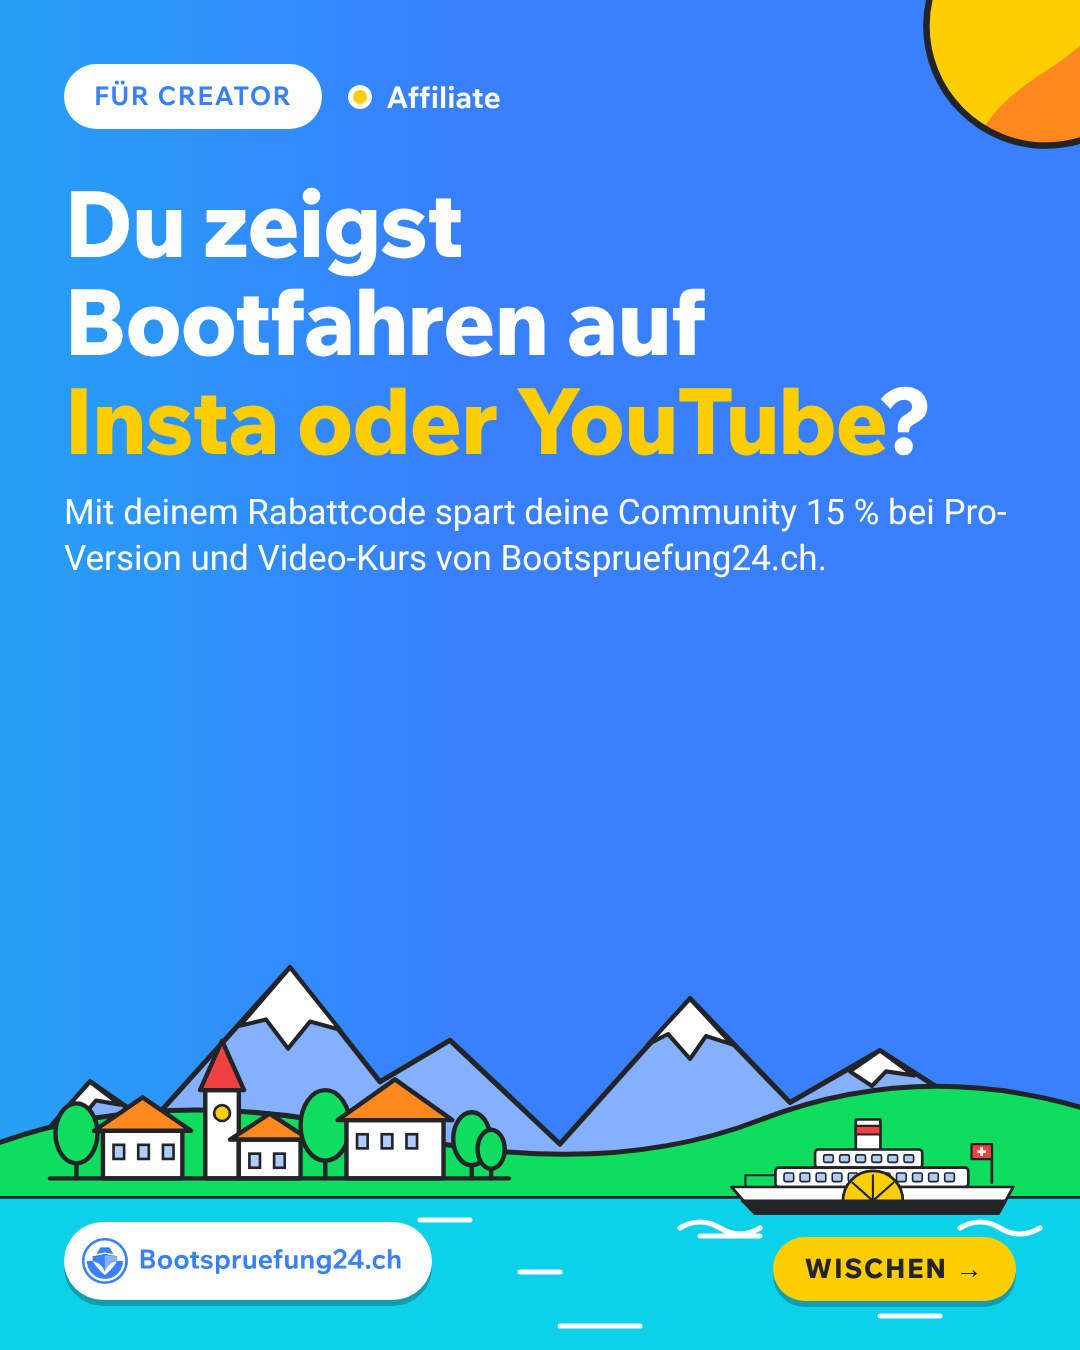 FÜR CREATOR
Affiliate
Du zeigst
Bootfahren auf
Insta oder YouTube?
Mit deinem Rabattcode spart deine Community 15 % bei Pro-
Version und Video-Kurs von Bootspruefung24.ch.
Bootspruefung24.ch
WISCHEN →